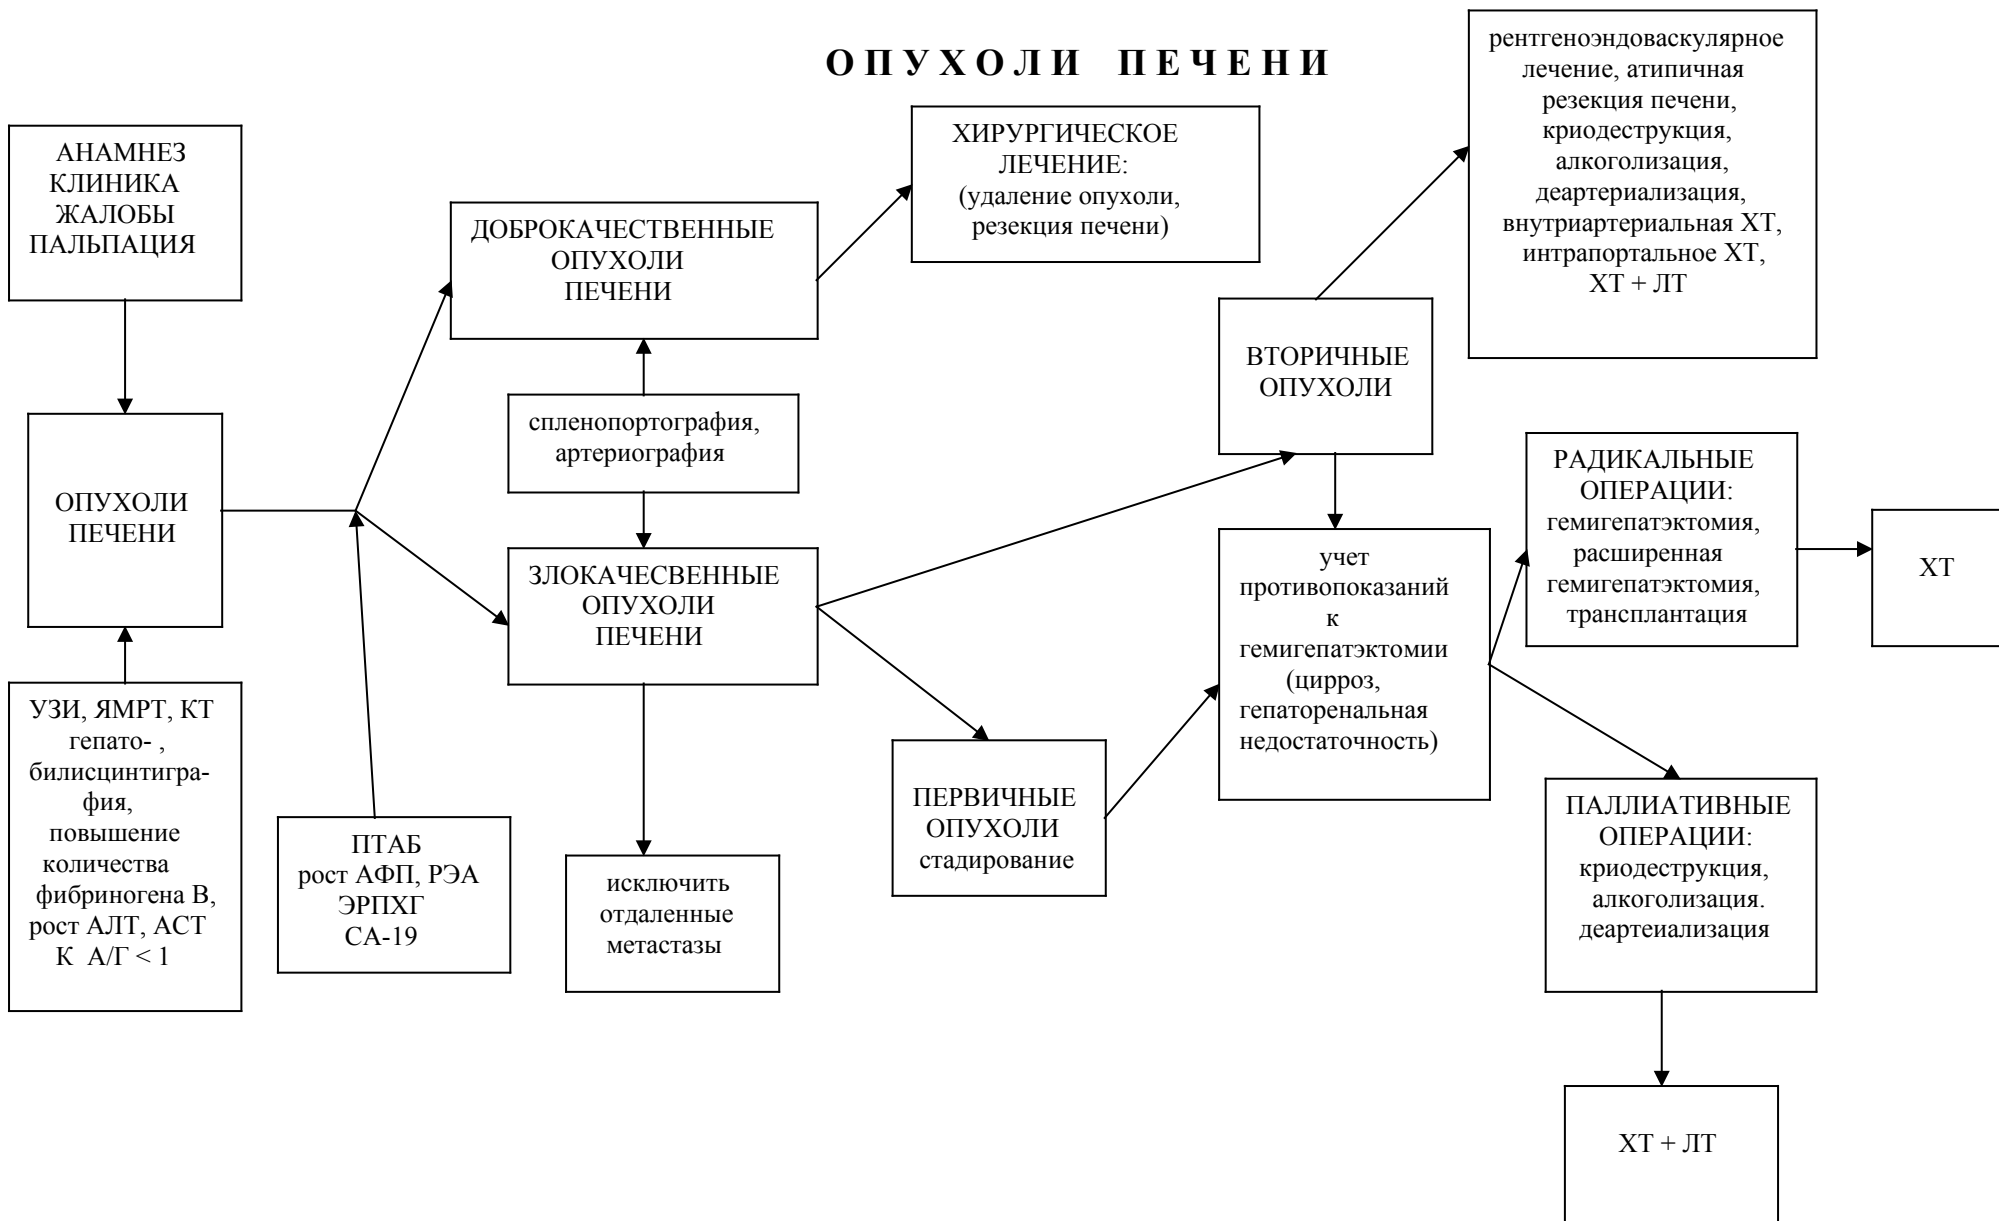 ОПУХОЛИ ПЕЧЕНИ
АНАМНЕЗ
КЛИНИКА
ЖАЛОБЫ
ПАЛЬПАЦИЯ
ОПУХОЛИ
ПЕЧЕНИ
УЗИ, ЯМРТ, КТ
гепато- ,
билисцинтигра-
фия,
повышение
количества
фибриногена В,
рост АЛТ, АСТ
К А/Г < 1
ПТАБ
рост АФП, РЭА
ЭРПХГ
СА-19
ДОБРОКАЧЕСТВЕННЫЕ
ОПУХОЛИ
ПЕЧЕНИ
спленопортография,
артериография
ЗЛОКАЧЕСВЕННЫЕ
ОПУХОЛИ
ПЕЧЕНИ
исключить
отдаленные
метастазы
ХИРУРГИЧЕСКОЕ
ЛЕЧЕНИЕ:
(удаление опухоли,
резекция печени)
ПЕРВИЧНЫЕ
ОПУХОЛИ
стадирование
ВТОРИЧНЫЕ
ОПУХОЛИ
учет
противопоказаний
к
гемигепатэктомии
(цирроз,
гепаторенальная
недостаточность)
рентгеноэндоваскулярное
лечение, атипичная
резекция печени,
криодеструкция,
алкоголизация,
деартериализация,
внутриартериальная ХТ,
интрапортальное ХТ,
ХТ + ЛТ
РАДИКАЛЬНЫЕ
ОПЕРАЦИИ:
гемигепатэктомия,
расширенная
гемигепатэктомия,
трансплантация
ХТ
ПАЛЛИАТИВНЫЕ
ОПЕРАЦИИ:
криодеструкция,
алкоголизация.
деартеиализация
ХТ + ЛТ